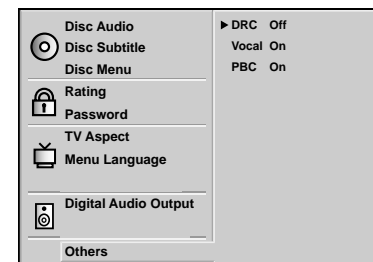 Disc Audio
Disc Subtitle
Disc Menu
Rating
Password
TV Aspect
Menu Language
Digital Audio Output
Others
DRC Off
Vocal On
PBC On